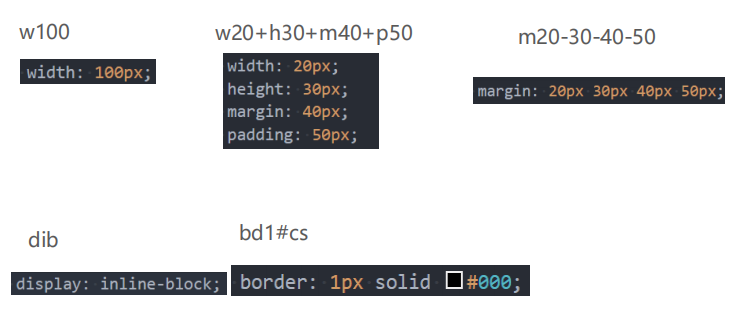 w100
width: 100px;
w20+h30+m40+p50
width: 20px;
height: 30px;
margin: 40px;
padding: 50px;
m20-30-40-50
margin: 20px 30px 40px 50px;
dib
display: inline-block;
bd1#cs
border: 1px solid #000;